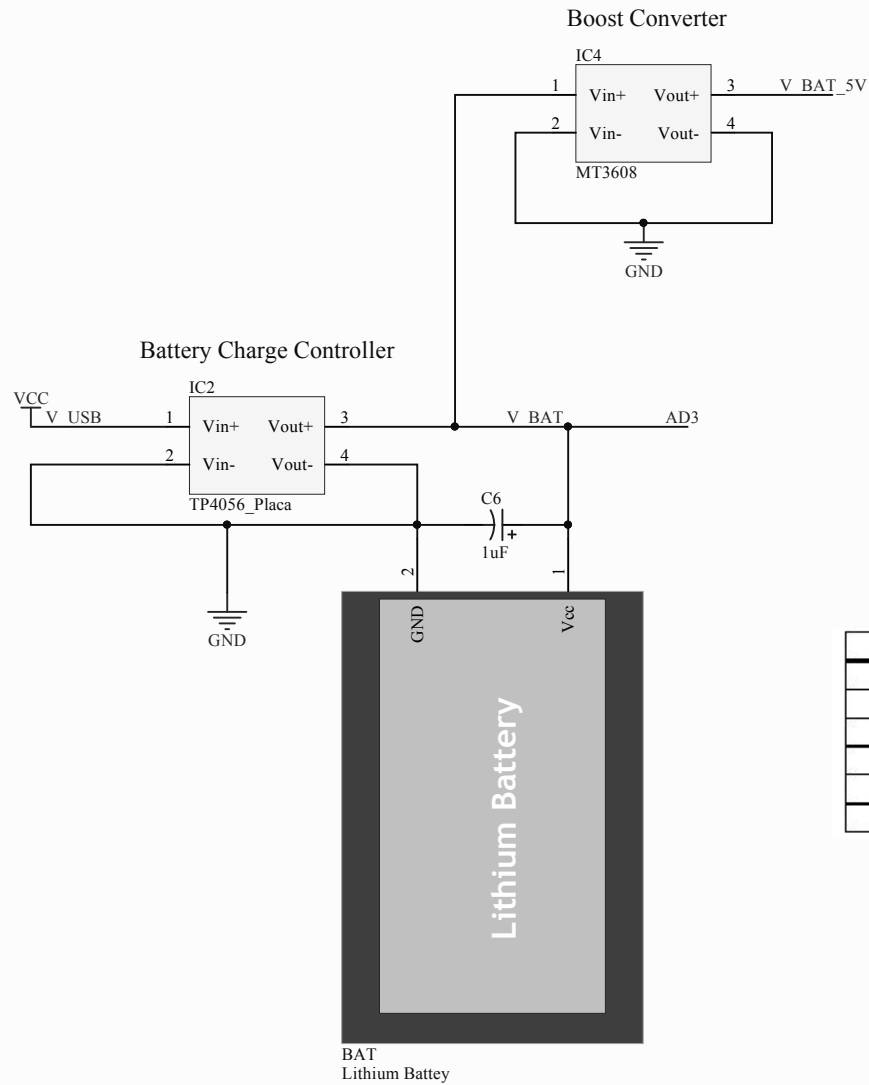 Boost Converter
IC4
1 Vin+ Vout+ 3 V_BAT_5V
2 Vin- Vout- 4
MT3608
GND
Battery Charge Controller
IC2
VCC
V_USB 1 Vin+ Vout+ 3 V_BAT AD3
2 Vin- Vout- 4
TP4056_Placa
C6
1uF
+
2 1
GND Vcc
GND
Lithium Battery
BAT
Lithium Battey